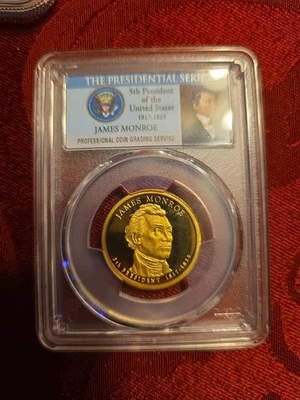 THE PRESIDENTIAL SERIES
5th President
of the
United States
1817-1825
JAMES MONROE
PROFESSIONAL COIN GRADING SERVICE
JAMES MONROE
5th PRESIDENT 1817-1825